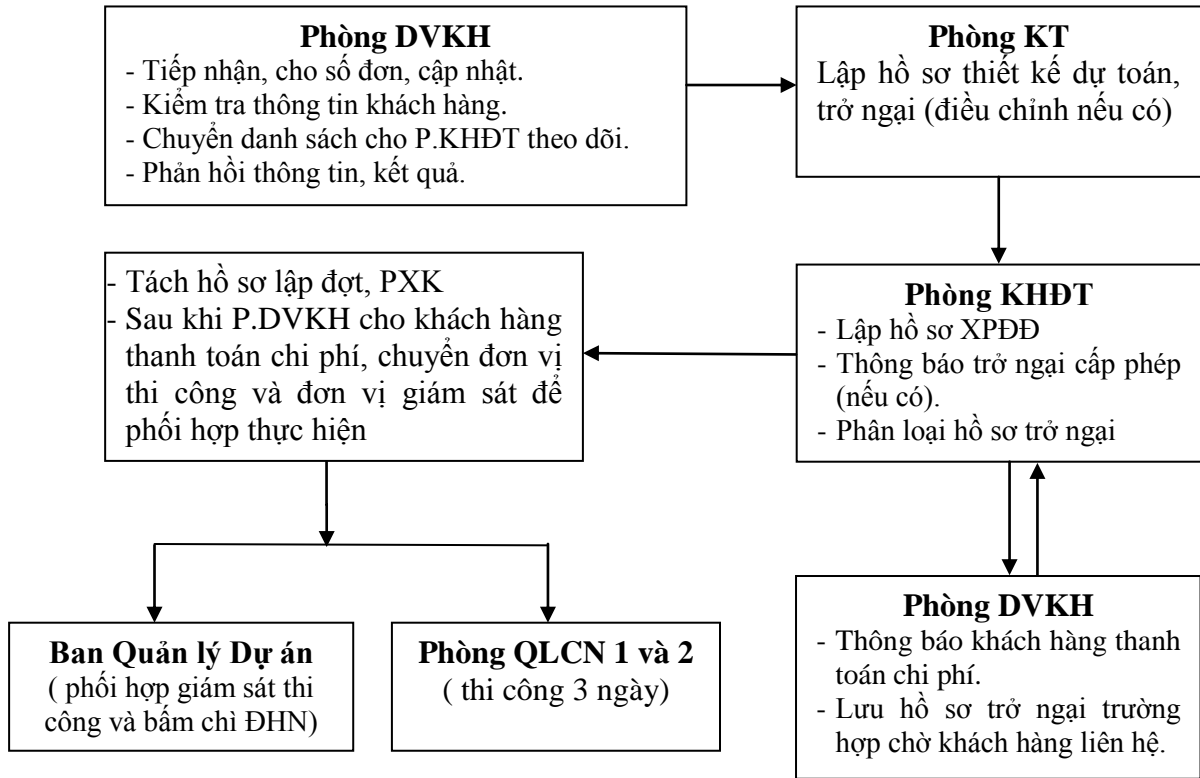 Phòng DVKH
- Tiếp nhận, cho số đơn, cập nhật.
- Kiểm tra thông tin khách hàng.
- Chuyển danh sách cho P.KHĐT theo dõi.
- Phản hồi thông tin, kết quả.
Phòng KT
Lập hồ sơ thiết kế dự toán,
trở ngại (điều chỉnh nếu có)
Phòng KHĐT
- Lập hồ sơ XPĐĐ
- Thông báo trở ngại cấp phép
(nếu có).
- Phân loại hồ sơ trở ngại
- Tách hồ sơ lập đợt, PXK
- Sau khi P.DVKH cho khách hàng
thanh toán chi phí, chuyển đơn vị
thi công và đơn vị giám sát để
phối hợp thực hiện
Phòng DVKH
- Thông báo khách hàng thanh
toán chi phí.
- Lưu hồ sơ trở ngại trường
hợp chờ khách hàng liên hệ.
Ban Quản lý Dự án
( phối hợp giám sát thi
công và bấm chì ĐHN)
Phòng QLCN 1 và 2
( thi công 3 ngày)